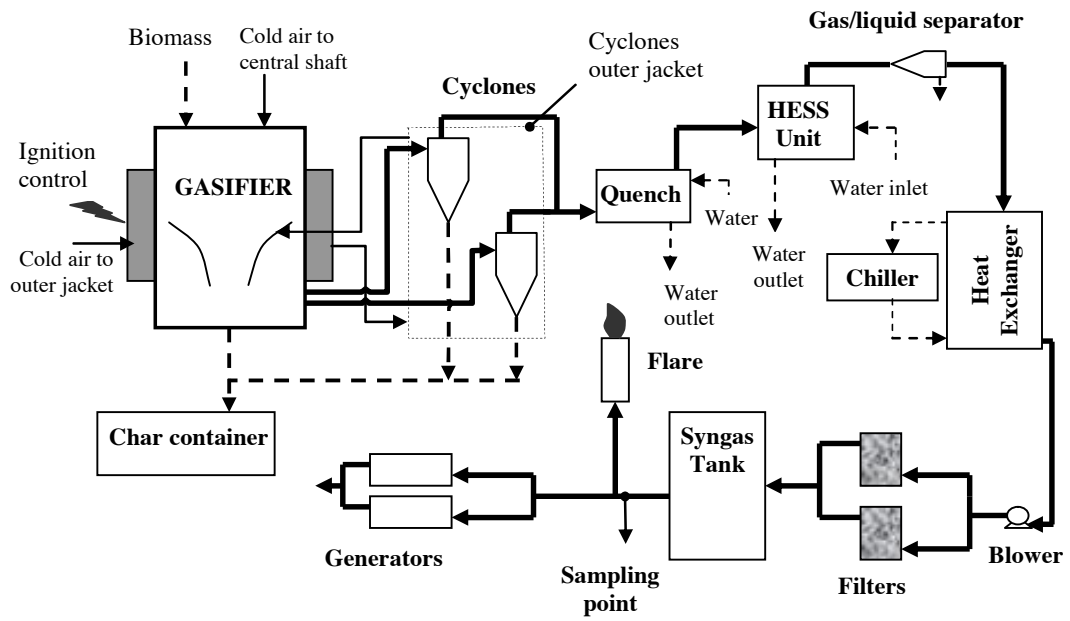 Gas/liquid separator
Biomass
Cold air to
central shaft
Cyclones
outer jacket
Cyclones
HESS
Unit
Ignition
control
GASIFIER
Quench
Water inlet
Water
Cold air to
outer jacket
Water
outlet
Chiller
Heat
Exchanger
Water
outlet
Flare
Char container
Syngas
Tank
Generators
Sampling
point
Filters
Blower